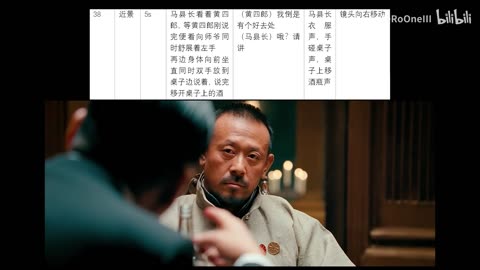 RoOneIII bilibili
38 近景 5s 马县长看着黄四 （黄四郎）我倒是 马县长 镜头向右移动
郎，等黄四郎刚说 有个好去处 衣服
完便看向师爷同 （马县长）哦？请 声，手
时舒展着左手 讲 碰桌子
再边身体向前坐 声，桌
直同时双手放到 子上移
桌子边说着，说完 酒瓶声
移开桌子上的酒